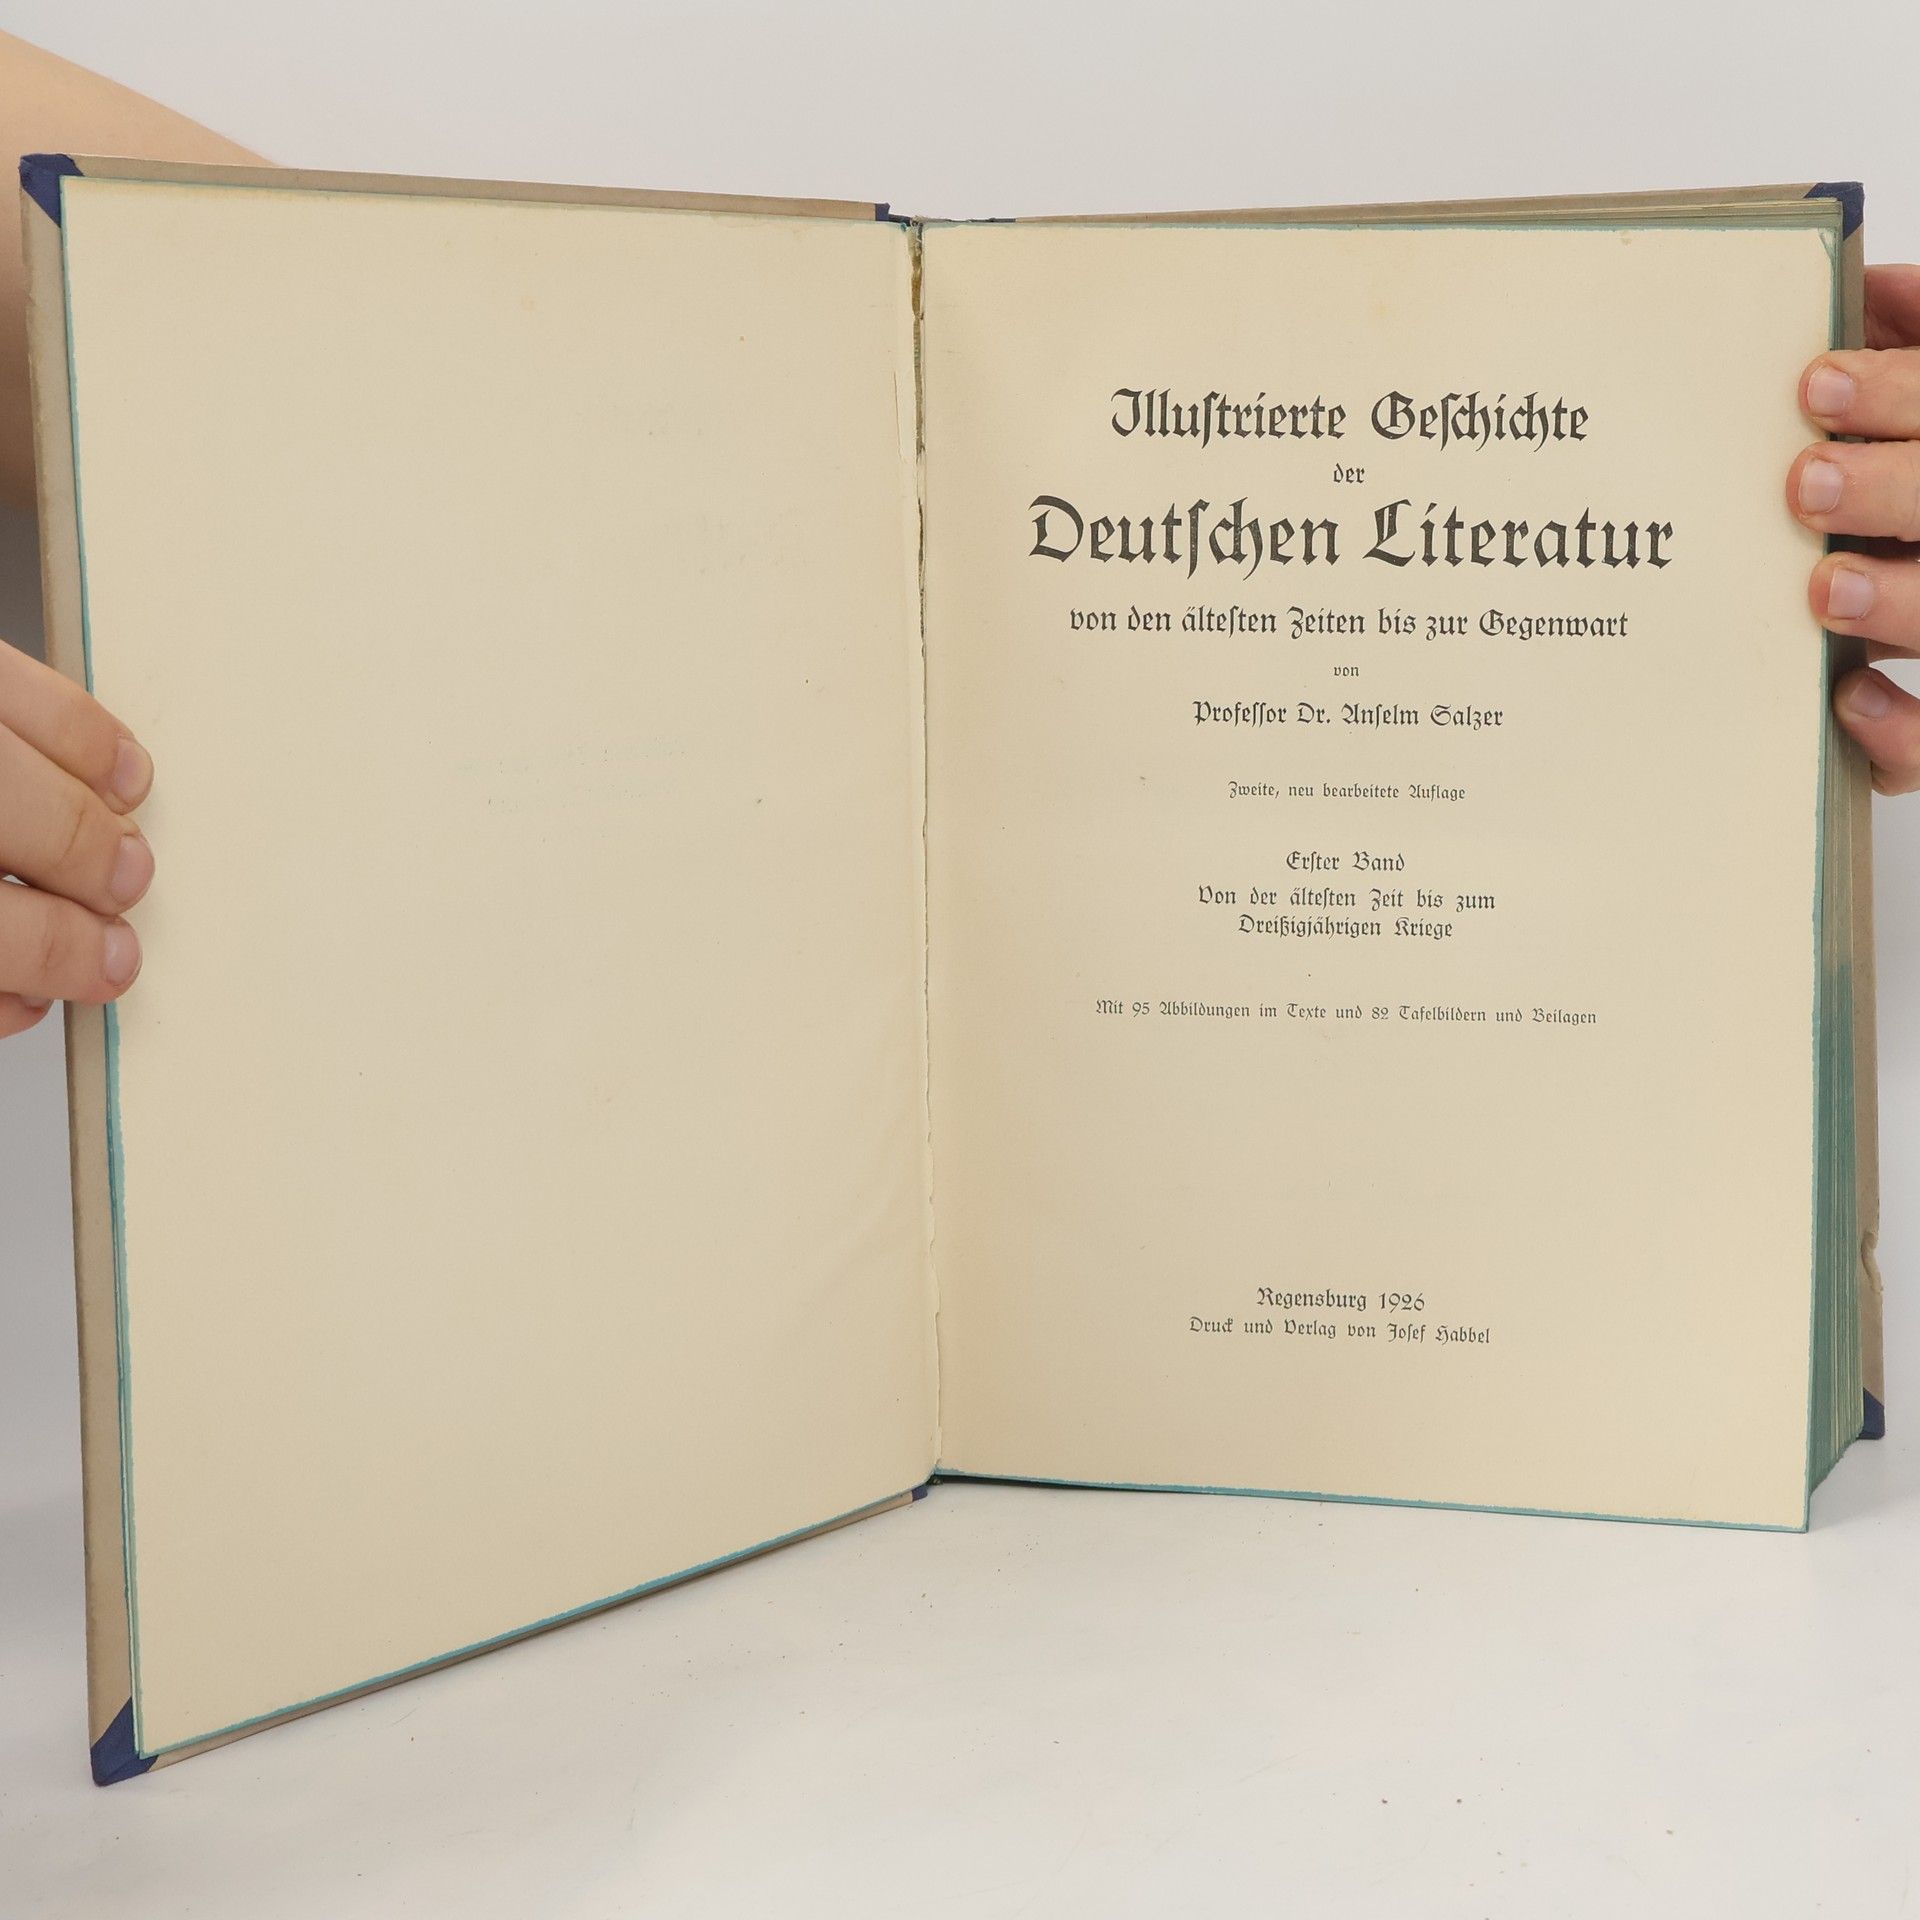 Illuſtrierte Geſchichte
der
Deutſchen Literatur
von den älteſten Zeiten bis zur Gegenwart
von
Profeſſor Dr. Anſelm Salzer
Zweite, neu bearbeitete Auflage
Erſter Band
Von der älteſten Zeit bis zum
Dreißigjährigen Kriege
Mit 95 Abbildungen im Texte und 82 Tafelbildern und Beilagen
Regensburg 1926
Druck und Verlag von Joſef Habbel